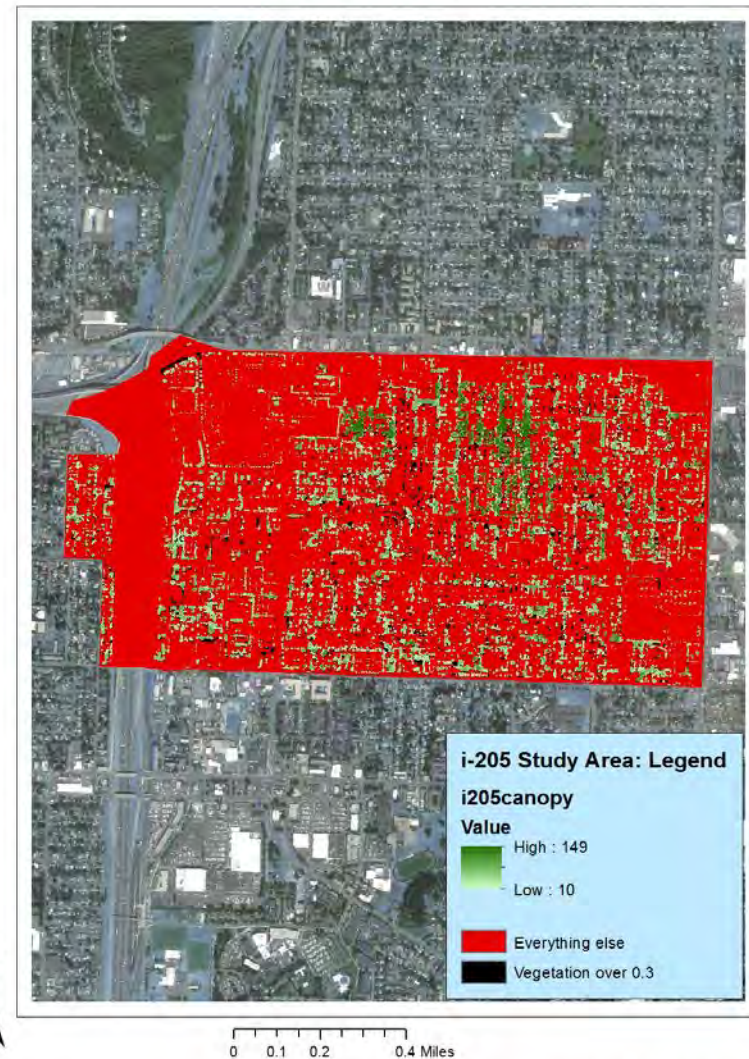 i-205 Study Area: Legend
i205canopy
Value
High : 149
Low : 10
Everything else
Vegetation over 0.3
0 0.1 0.2 0.4 Miles